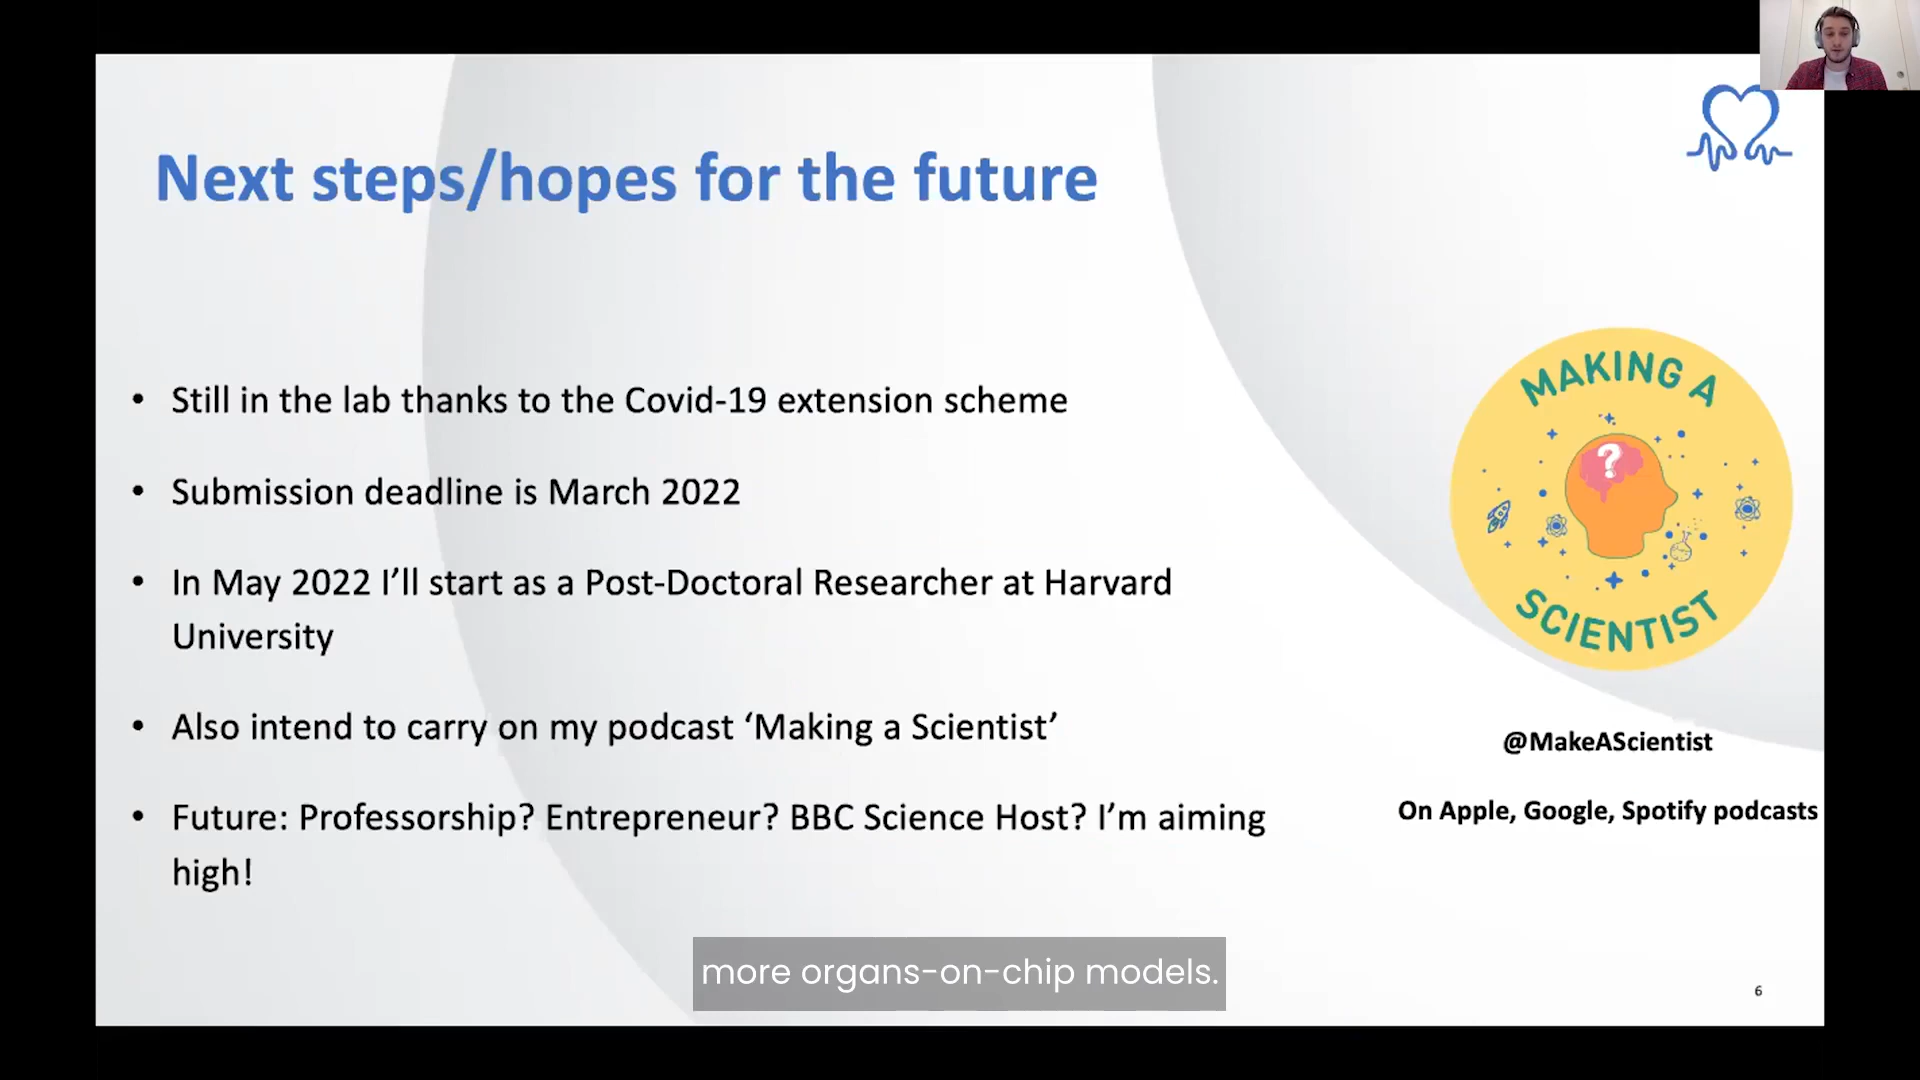 Next steps/hopes for the future
• Still in the lab thanks to the Covid-19 extension scheme
• Submission deadline is March 2022
• In May 2022 I’ll start as a Post-Doctoral Researcher at Harvard
University
• Also intend to carry on my podcast ‘Making a Scientist’
• Future: Professorship? Entrepreneur? BBC Science Host? I’m aiming
high!
MAKING A
?
SCIENTIST
@MakeAScientist
On Apple, Google, Spotify podcasts
more organs-on-chip models.
6